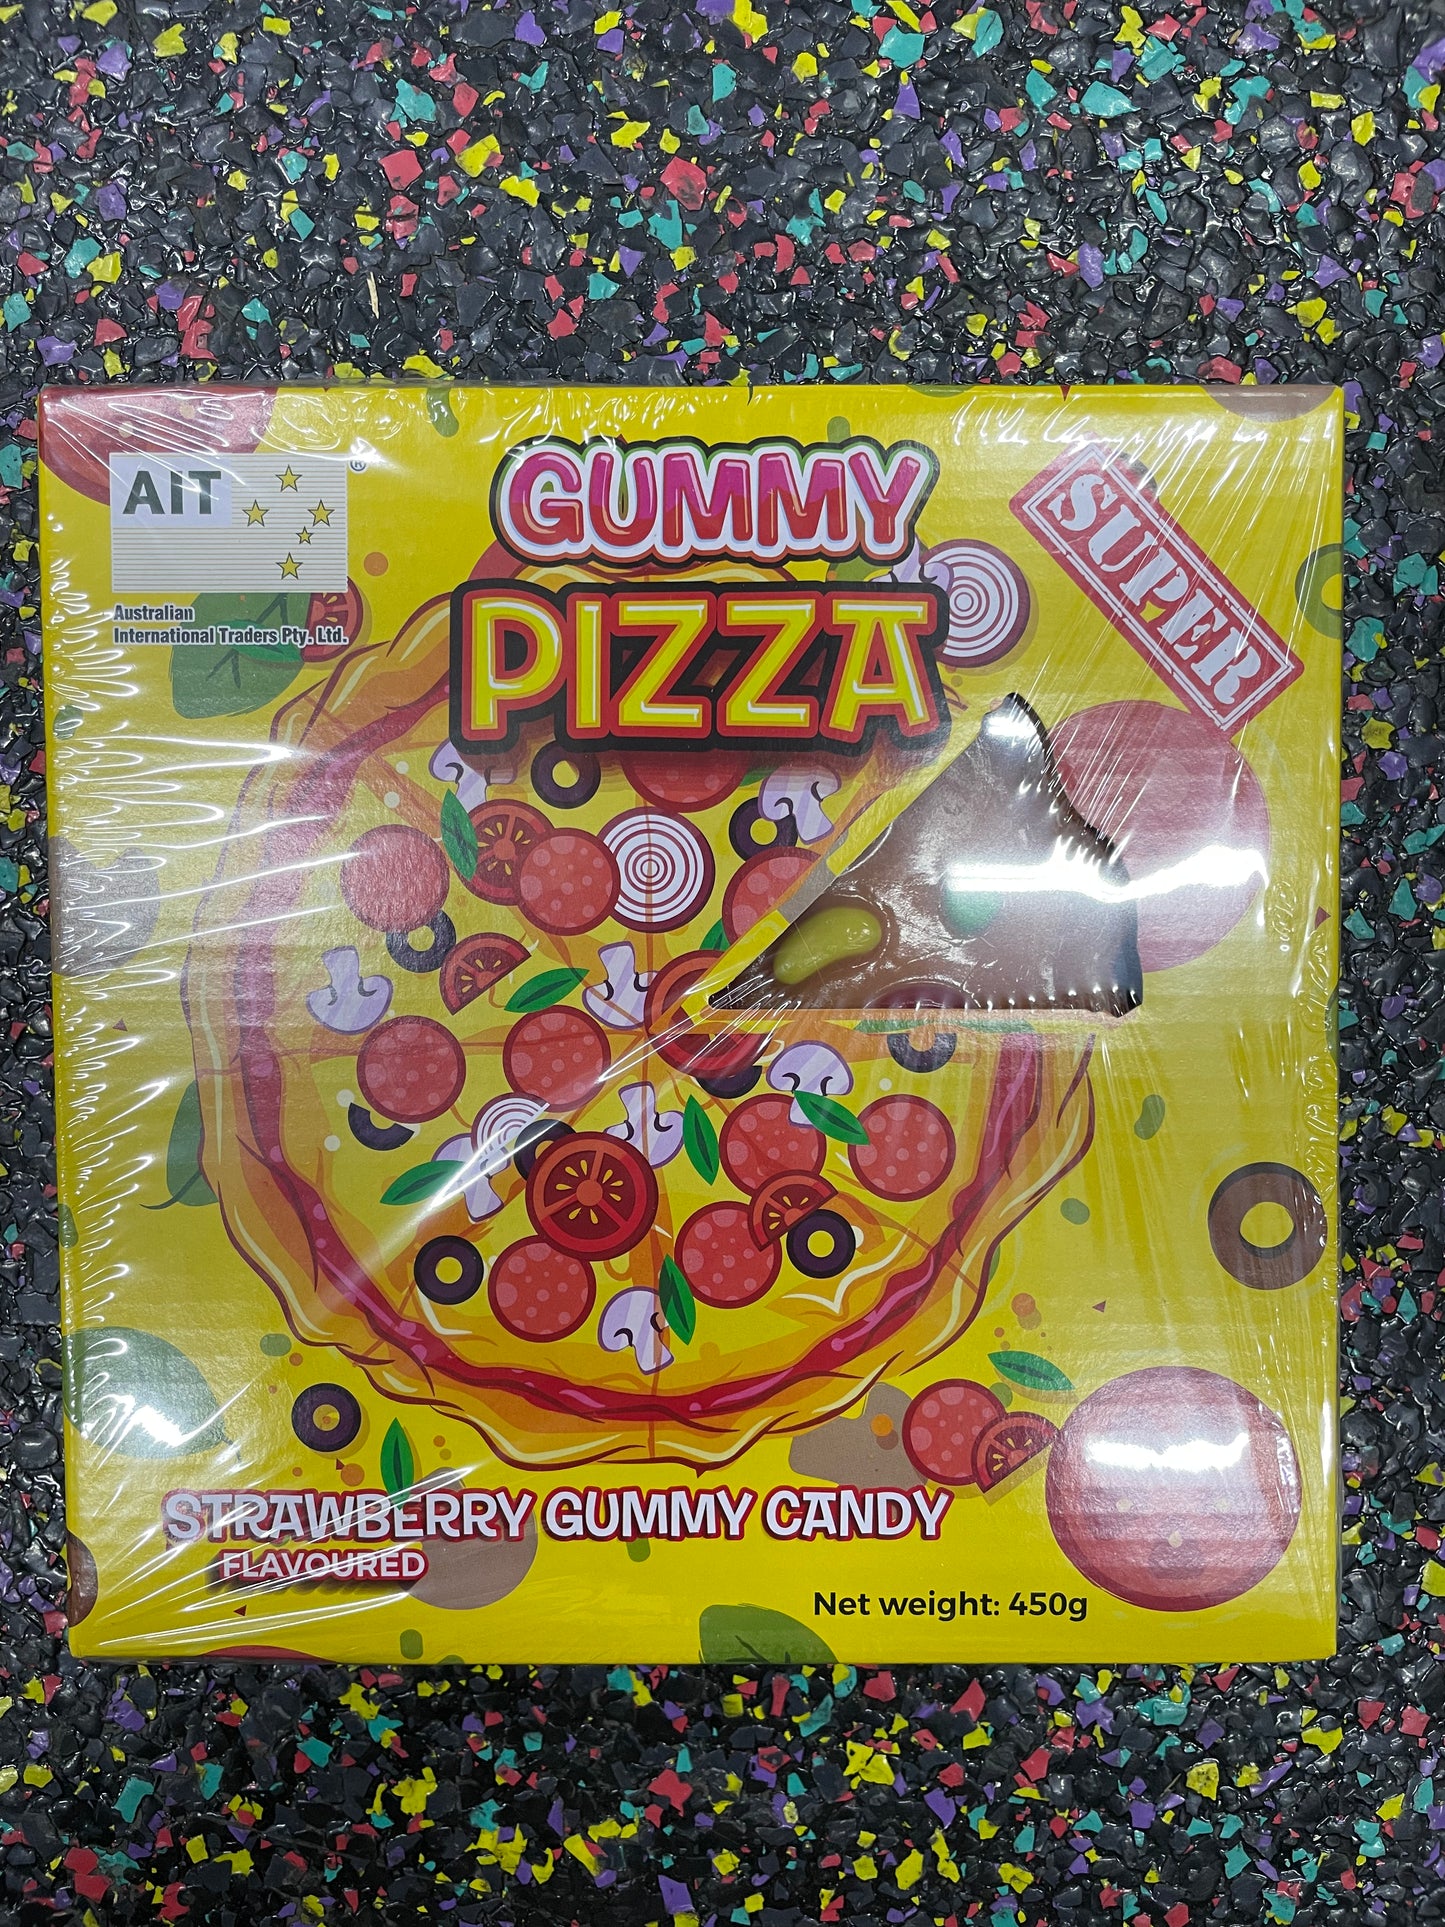 AIT
®
Australian
International Traders Pty. Ltd.
GUMMY
PIZZA
SUPER
STRAWBERRY GUMMY CANDY
FLAVOURED
Net weight: 450g